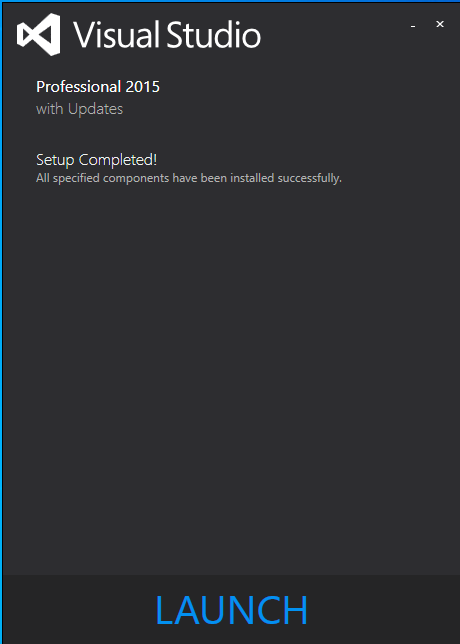 Visual Studio
Professional 2015
with Updates
Setup Completed!
All specified components have been installed successfully.
LAUNCH